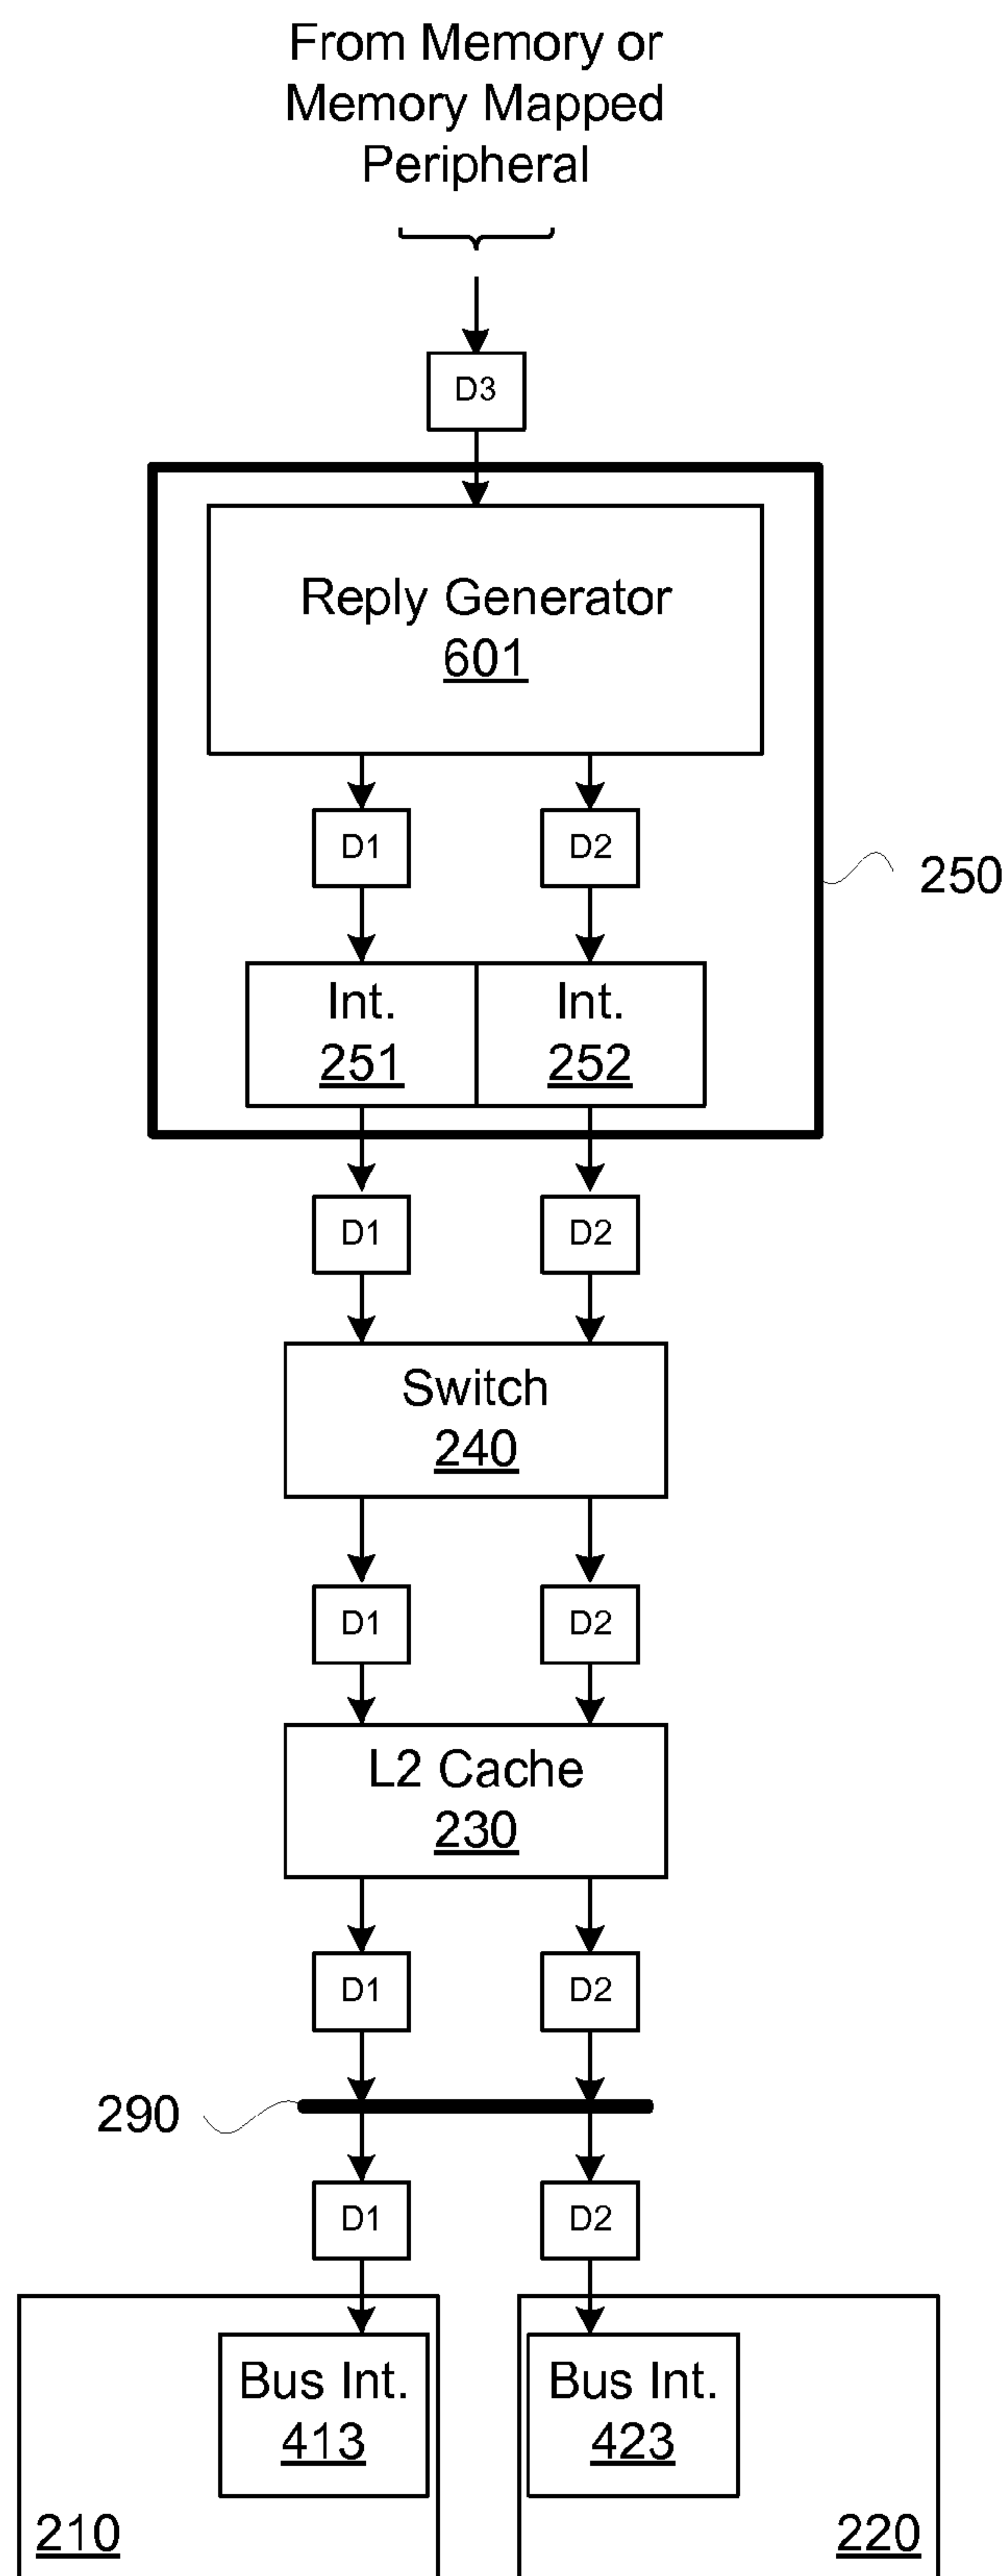 From Memory or
Memory Mapped
Peripheral
D3
Reply Generator
601
D1 D2
250
Int. Int.
251 252
D1 D2
Switch
240
D1 D2
L2 Cache
230
D1 D2
290
D1 D2
Bus Int. Bus Int.
413 423
210 220